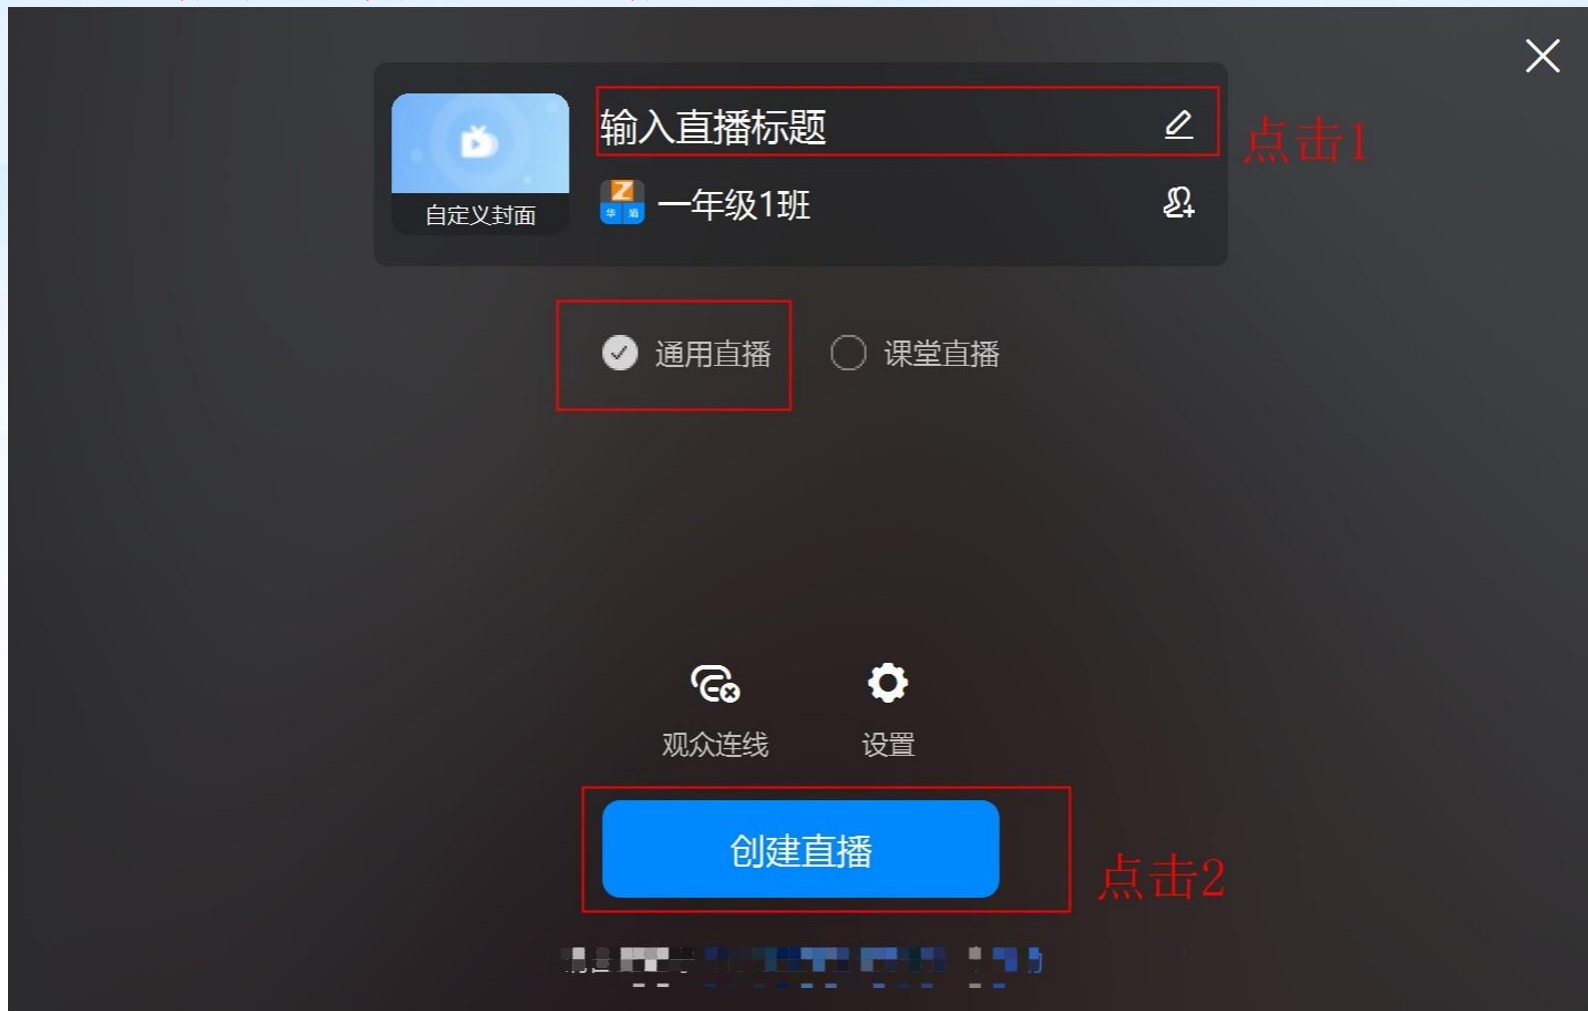 输入直播标题
点击1
一年级1班
自定义封面
通用直播
课堂直播
观众连线
设置
创建直播
点击2